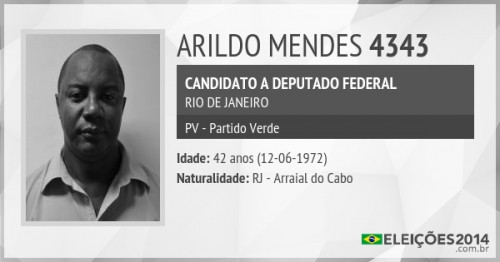 ARILDO MENDES 4343
CANDIDATO A DEPUTADO FEDERAL
RIO DE JANEIRO
PV - Partido Verde
Idade: 42 anos (12-06-1972)
Naturalidade: RJ - Arraial do Cabo
ELEIÇÕES2014
.com.br